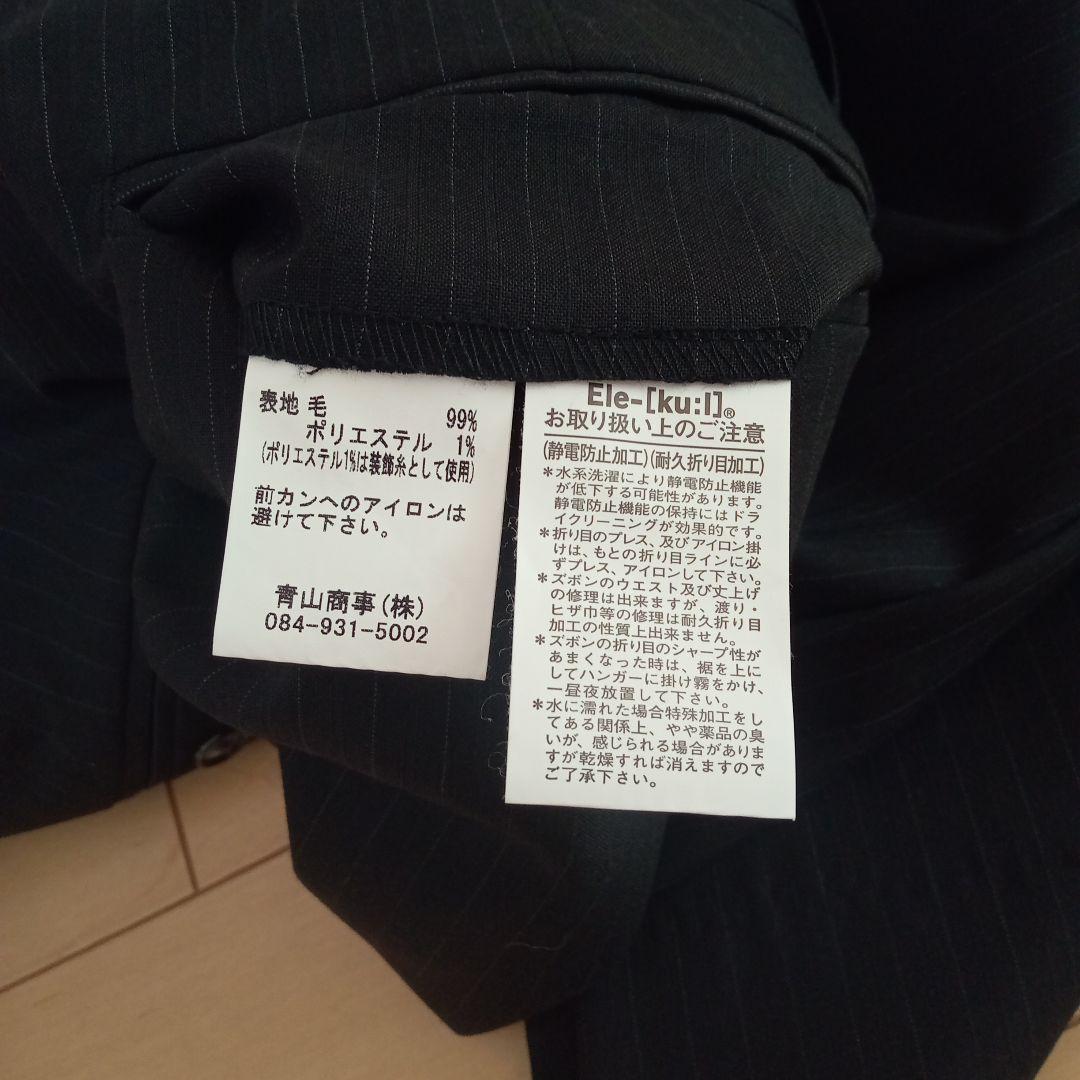 表地 毛 99%
ポリエステル 1%
(ポリエステル1%は装飾糸として使用)
前カンへのアイロンは
避けて下さい。
青山商事(株)
084-931-5002
Ele-[ku:l]®
お取り扱い上のご注意
(静電防止加工)(耐久折り目加工)
*水系洗濯により静電防止機能
が低下する可能性があります。
静電防止機能の保持にはドラ
イクリーニングが効果的です。
*折り目のプレス、及びアイロン掛
けは、もとの折り目ラインに必
ずプレス、アイロンして下さい。
*ズボンのウエスト及び丈上げ
の修理は出来ますが、渡り・
ヒザ巾等の修理は耐久折り目
加工の性質上出来ません。
*ズボンの折り目のシャープ性が
あまくなった時は、裾を上に
してハンガーに掛け霧をかけ、
一昼夜放置して下さい。
*水に濡れた場合特殊加工をし
てある関係上、やや薬品の臭
いが、感じられる場合がありま
すが乾燥すれば消えますので
ご了承下さい。